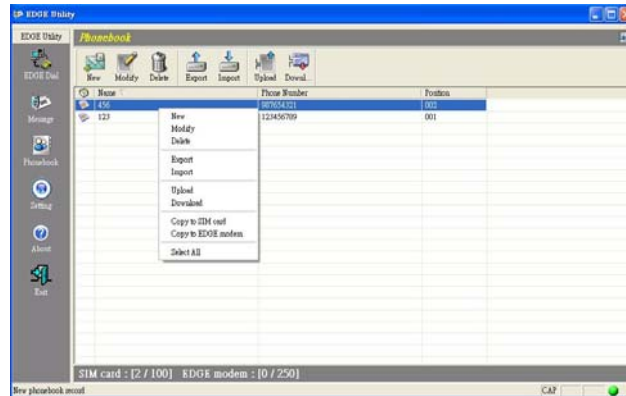 EDGE Utility
EDGE Utility
Phonebook
EDGE Dial
Message
Phonebook
Setting
About
Exit
New Modify Delete Export Import Upload Downl...
Name Phone Number Position
456 987654321 002
123 123456789 001
New
Modify
Delete
Export
Import
Upload
Download
Copy to SIM card
Copy to EDGE modem
Select All
SIM card : [2 / 100] EDGE modem : [0 / 250]
New phonebook record CAP